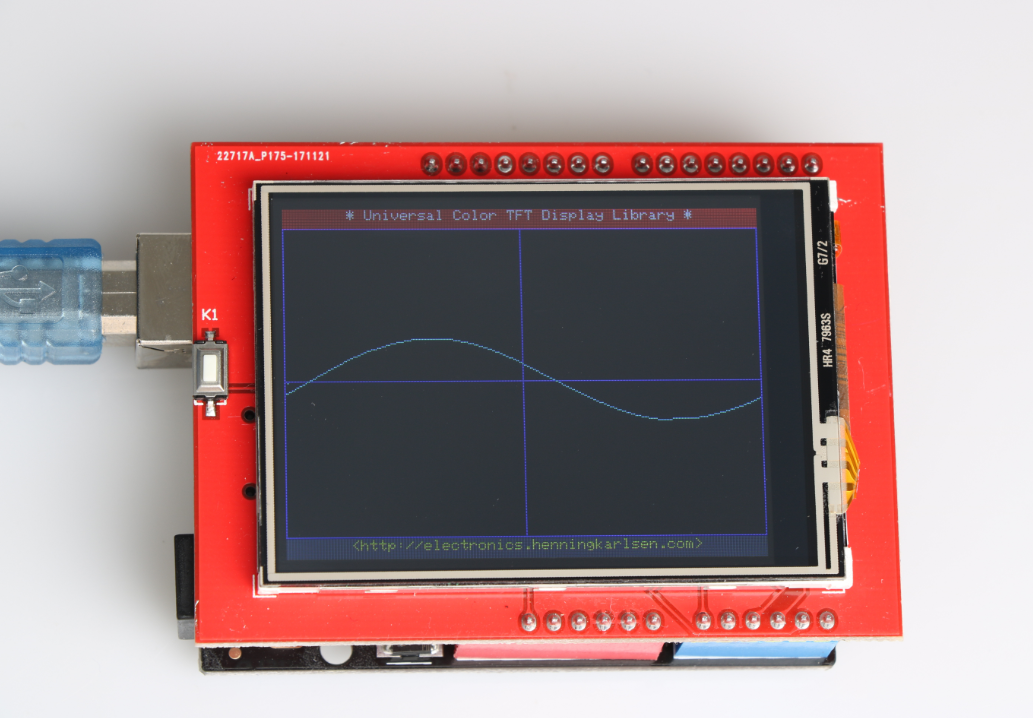 22717A_P175-171121
* Universal Color TFT Display Library *
G7/2
K1
HR4 7963S
<http://electronics.henningkarlsen.com>